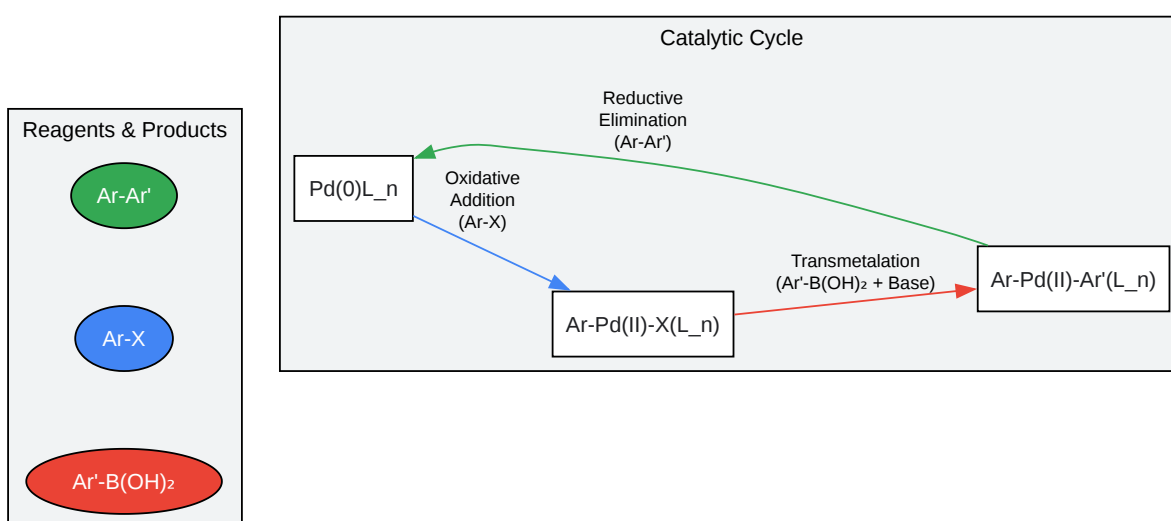 Catalytic Cycle
Reagents & Products
Ar-Ar'
Ar-X
Ar'-B(OH)₂
Reductive
Elimination
(Ar-Ar')
Pd(0)L_n
Oxidative
Addition
(Ar-X)
Ar-Pd(II)-X(L_n)
Transmetalation
(Ar'-B(OH)₂ + Base)
Ar-Pd(II)-Ar'(L_n)